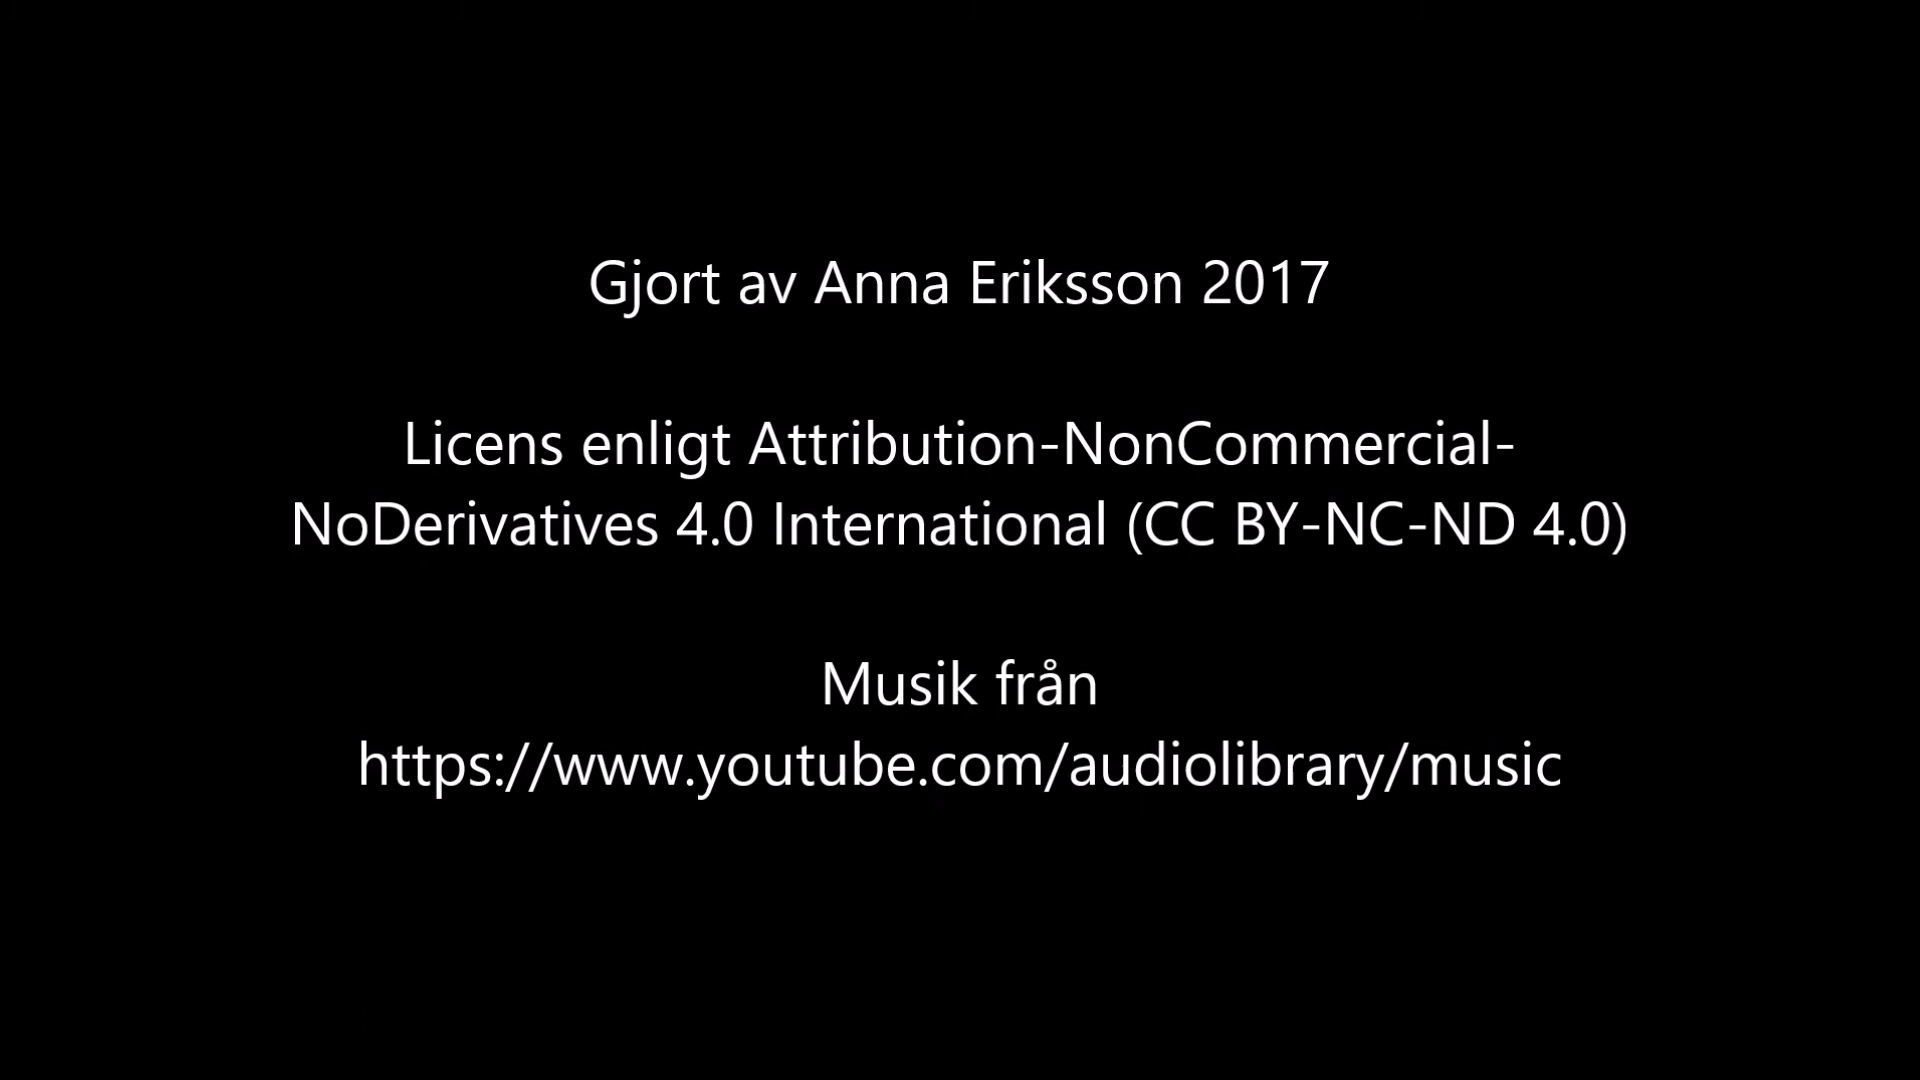 Gjort av Anna Eriksson 2017
Licens enligt Attribution-NonCommercial-
NoDerivatives 4.0 International (CC BY-NC-ND 4.0)
Musik från
https://www.youtube.com/audiolibrary/music